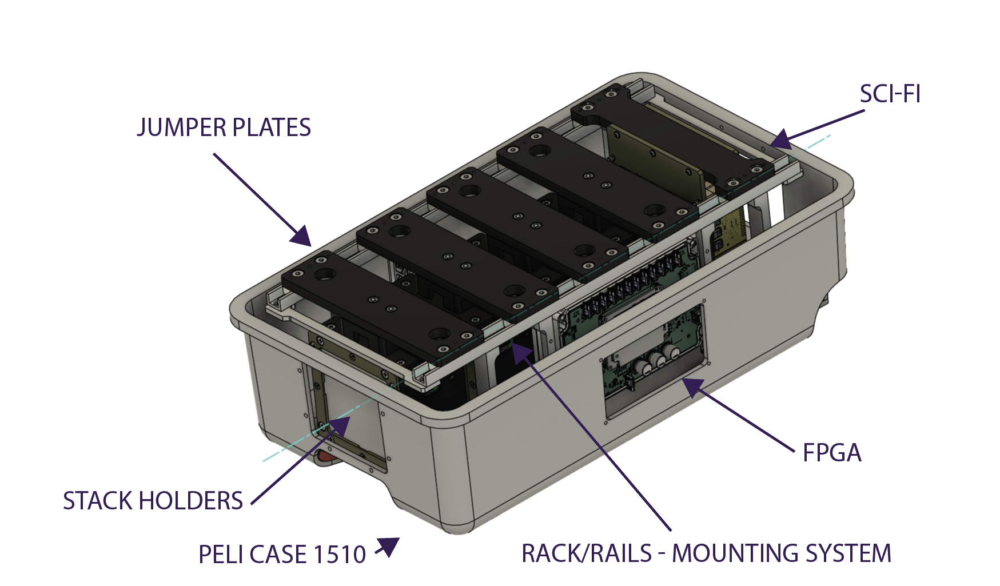 SCI-FI
JUMPER PLATES
FPGA
STACK HOLDERS
PELI CASE 1510
RACK/RAILS - MOUNTING SYSTEM